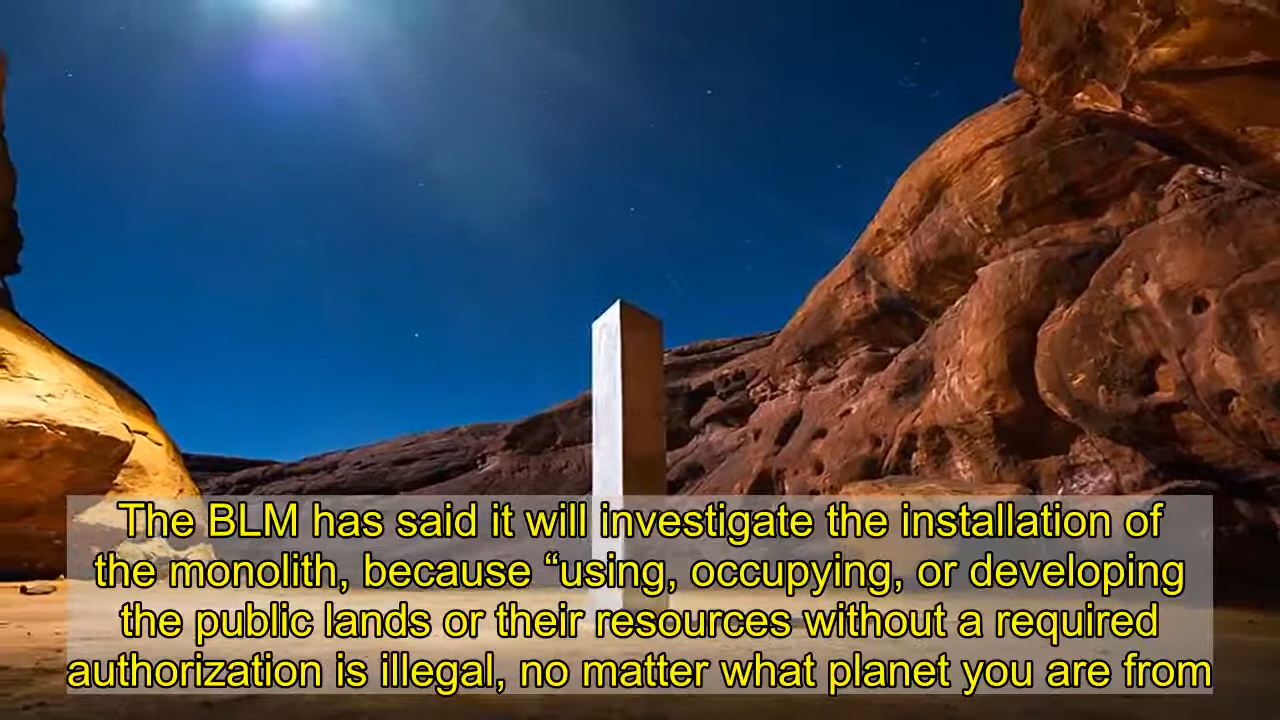 The BLM has said it will investigate the installation of
the monolith, because “using, occupying, or developing
the public lands or their resources without a required
authorization is illegal, no matter what planet you are from